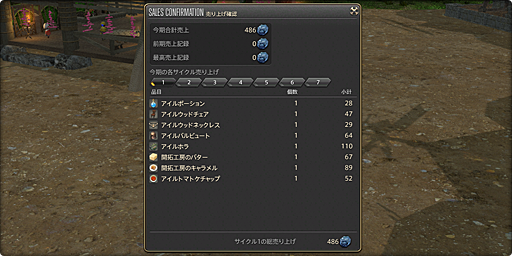 SALES CONFIRMATION 売り上げ確認
今期合計売上 486
前期売上記録 0
最高売上記録 0
今期の各サイクル売り上げ
1 2 3 4 5 6 7
品目 個数 小計
アイルポーション 1 28
アイルウッドチェア 1 47
アイルウッドネックレス 1 29
アイルバルビュート 1 64
アイルホラ 1 110
開拓工房のバター 1 67
開拓工房のキャラメル 1 89
アイルトマトケチャップ 1 52
サイクル1の総売り上げ 486